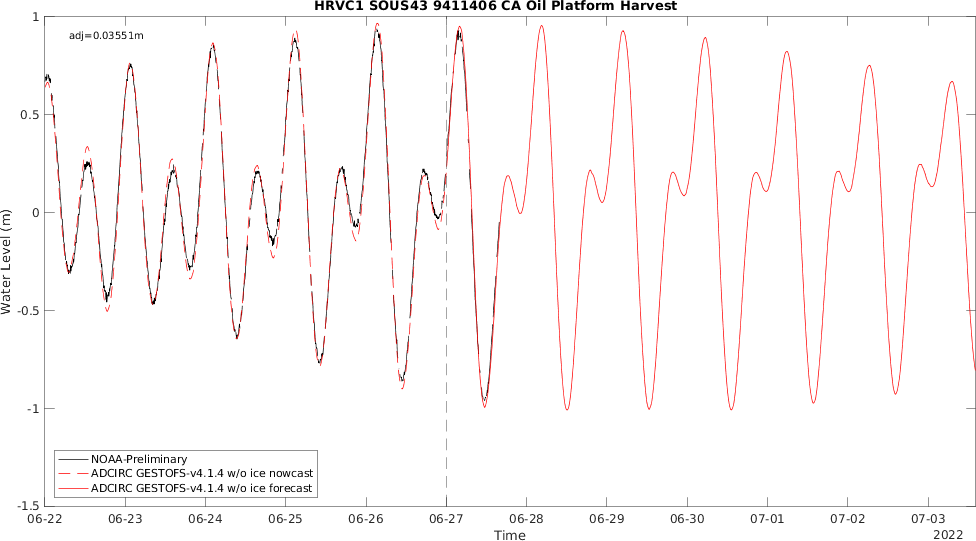 HRVC1 SOUS43 9411406 CA Oil Platform Harvest
adj=0.03551m
1
0.5
0
-0.5
-1
-1.5
Water Level (m)
NOAA-Preliminary
ADCIRC GESTOFS-v4.1.4 w/o ice nowcast
ADCIRC GESTOFS-v4.1.4 w/o ice forecast
06-22 06-23 06-24 06-25 06-26 06-27 06-28 06-29 06-30 07-01 07-02 07-03
Time
2022